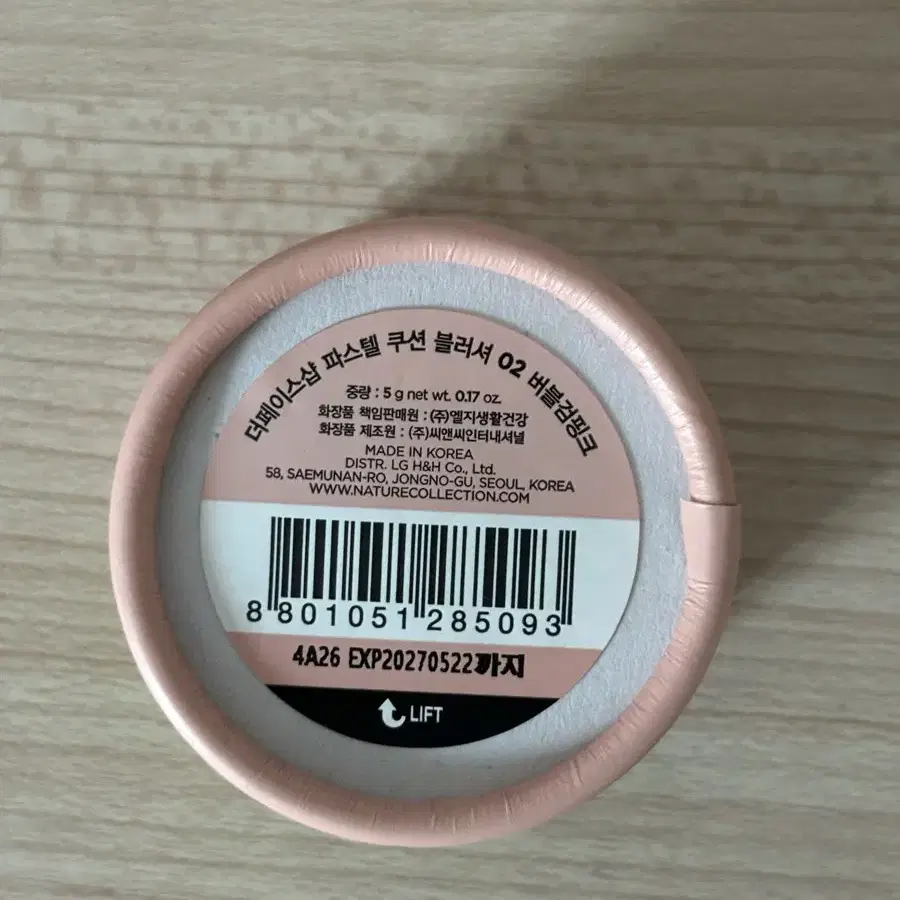 더페이스샵 파스텔 쿠션 블러셔 02 버블검핑크
중량 : 5 g net wt. 0.17 oz.
화장품 책임판매원 : (주)엘지생활건강
화장품 제조원 : (주)씨앤씨인터내셔널
MADE IN KOREA
DISTR. LG H&H Co., Ltd.
58, SAEMUNAN-RO, JONGNO-GU, SEOUL, KOREA
WWW.NATURECOLLECTION.COM
8 801051 285093
4A26 EXP20270522까지
LIFT